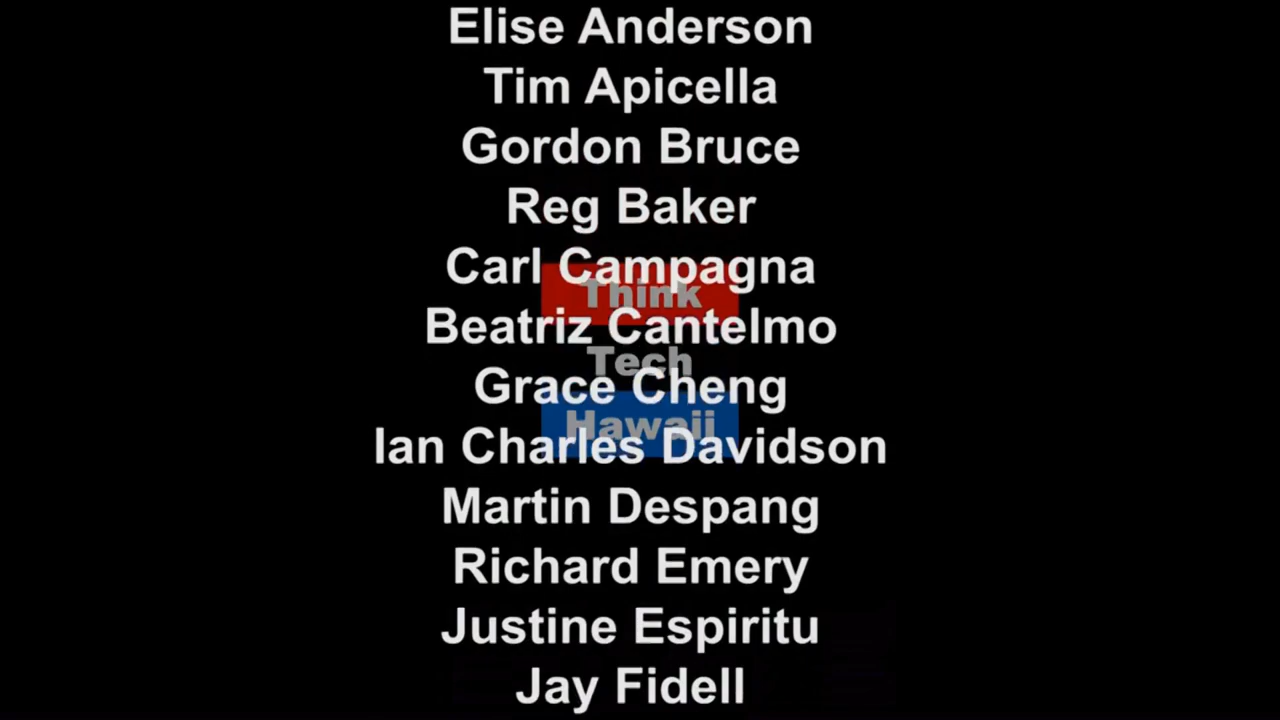 Elise Anderson
Tim Apicella
Gordon Bruce
Reg Baker
Carl Campagna
Think
Beatriz Cantelmo
Tech
Grace Cheng
Hawaii
Ian Charles Davidson
Martin Despang
Richard Emery
Justine Espiritu
Jay Fidell